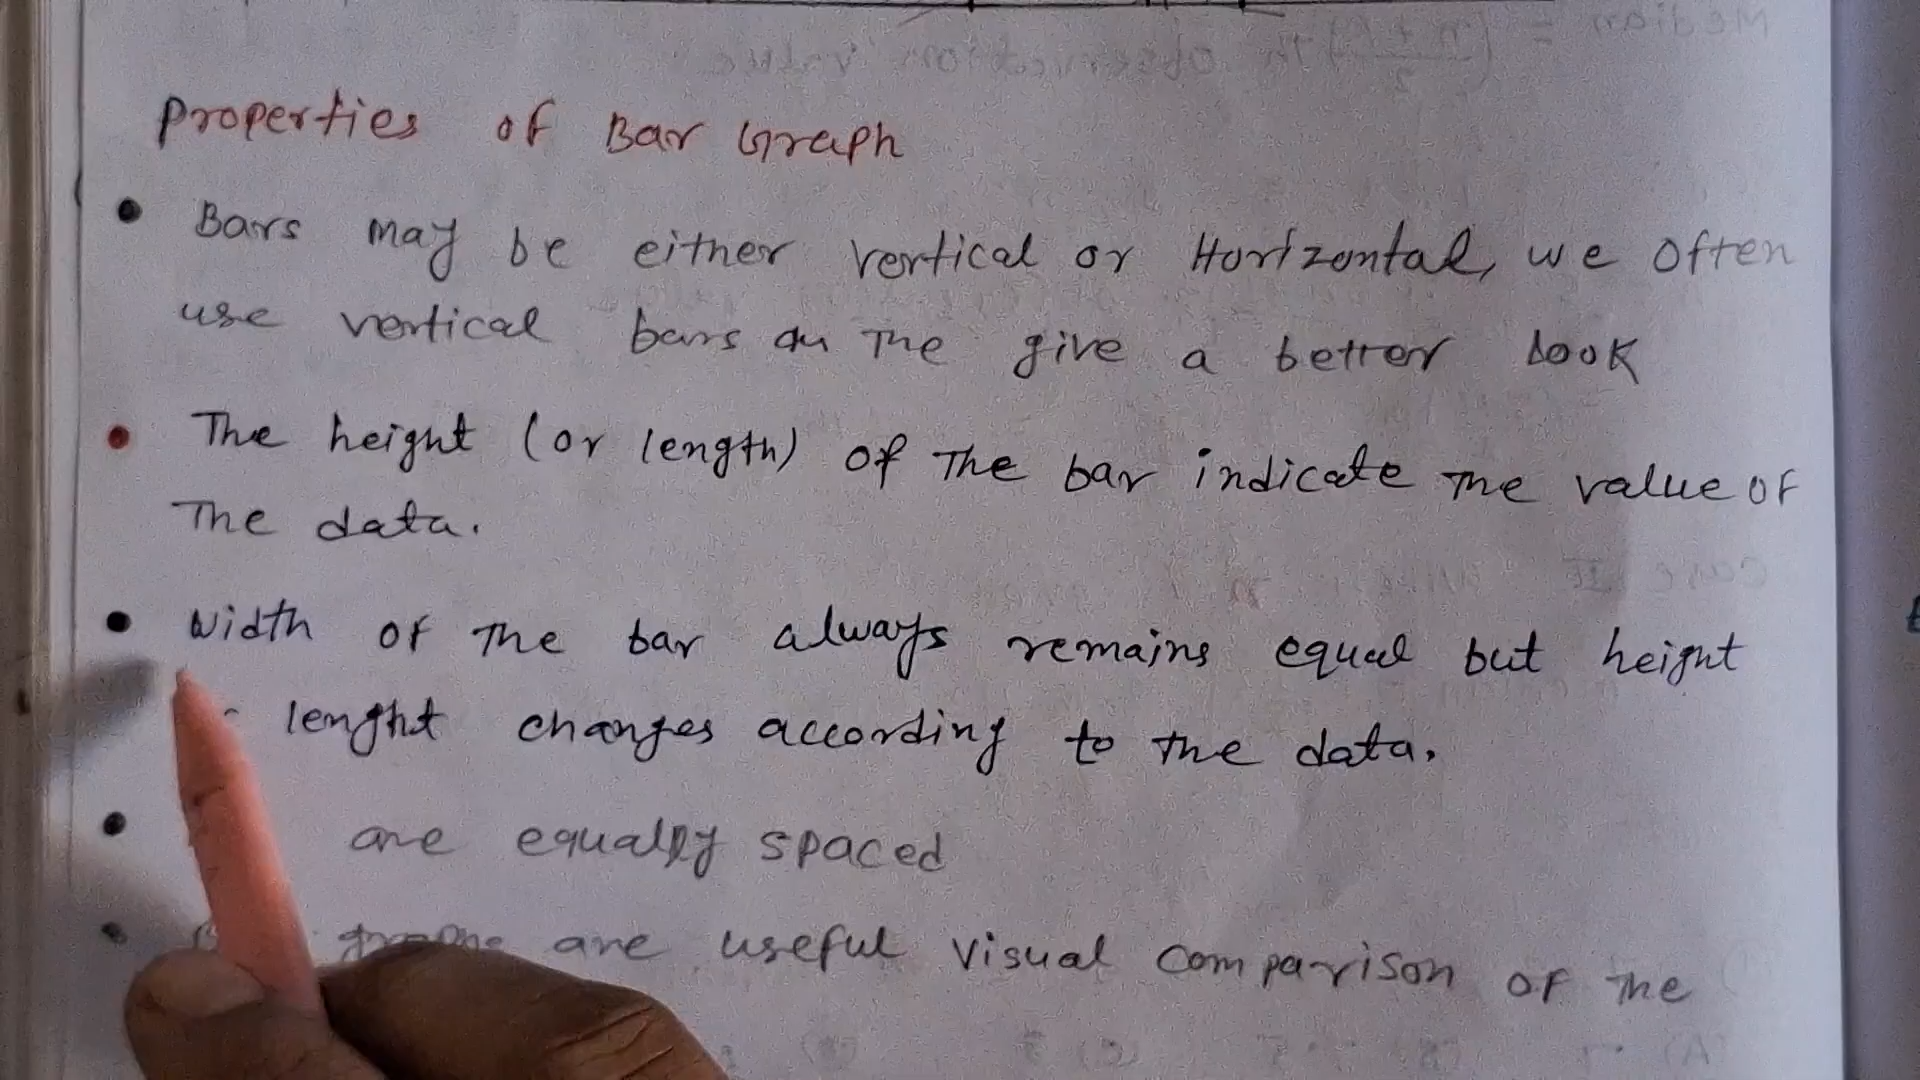 Properties of Bar Graph
• Bars may be either vertical or Horizontal, we often
use vertical bars as the give a better look
• The height (or length) of the bar indicate the value of
The data.
• Width of the bar always remains equal but height
lenght changes according to the data.
• are equally spaced
• graphs are useful visual comparison of the